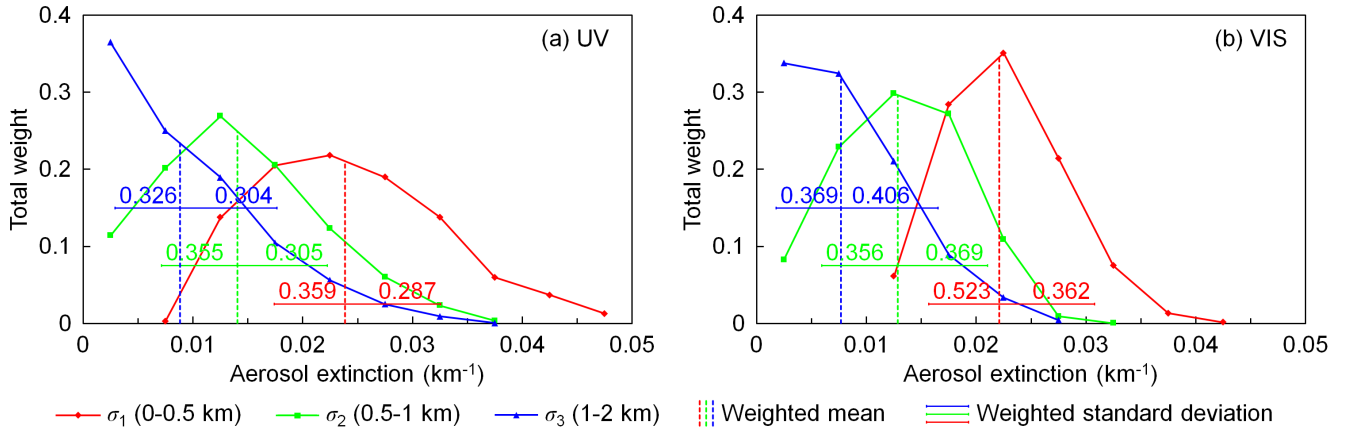 (a) UV
Total weight
0.4
0.3
0.2
0.1
0
0.326 0.304
0.355 0.305
0.359 0.287
0 0.01 0.02 0.03 0.04 0.05
Aerosol extinction (km⁻¹)
(b) VIS
Total weight
0.4
0.3
0.2
0.1
0
0.369 0.406
0.356 0.369
0.523 0.362
0 0.01 0.02 0.03 0.04 0.05
Aerosol extinction (km⁻¹)
σ₁ (0-0.5 km) σ₂ (0.5-1 km) σ₃ (1-2 km) Weighted mean Weighted standard deviation